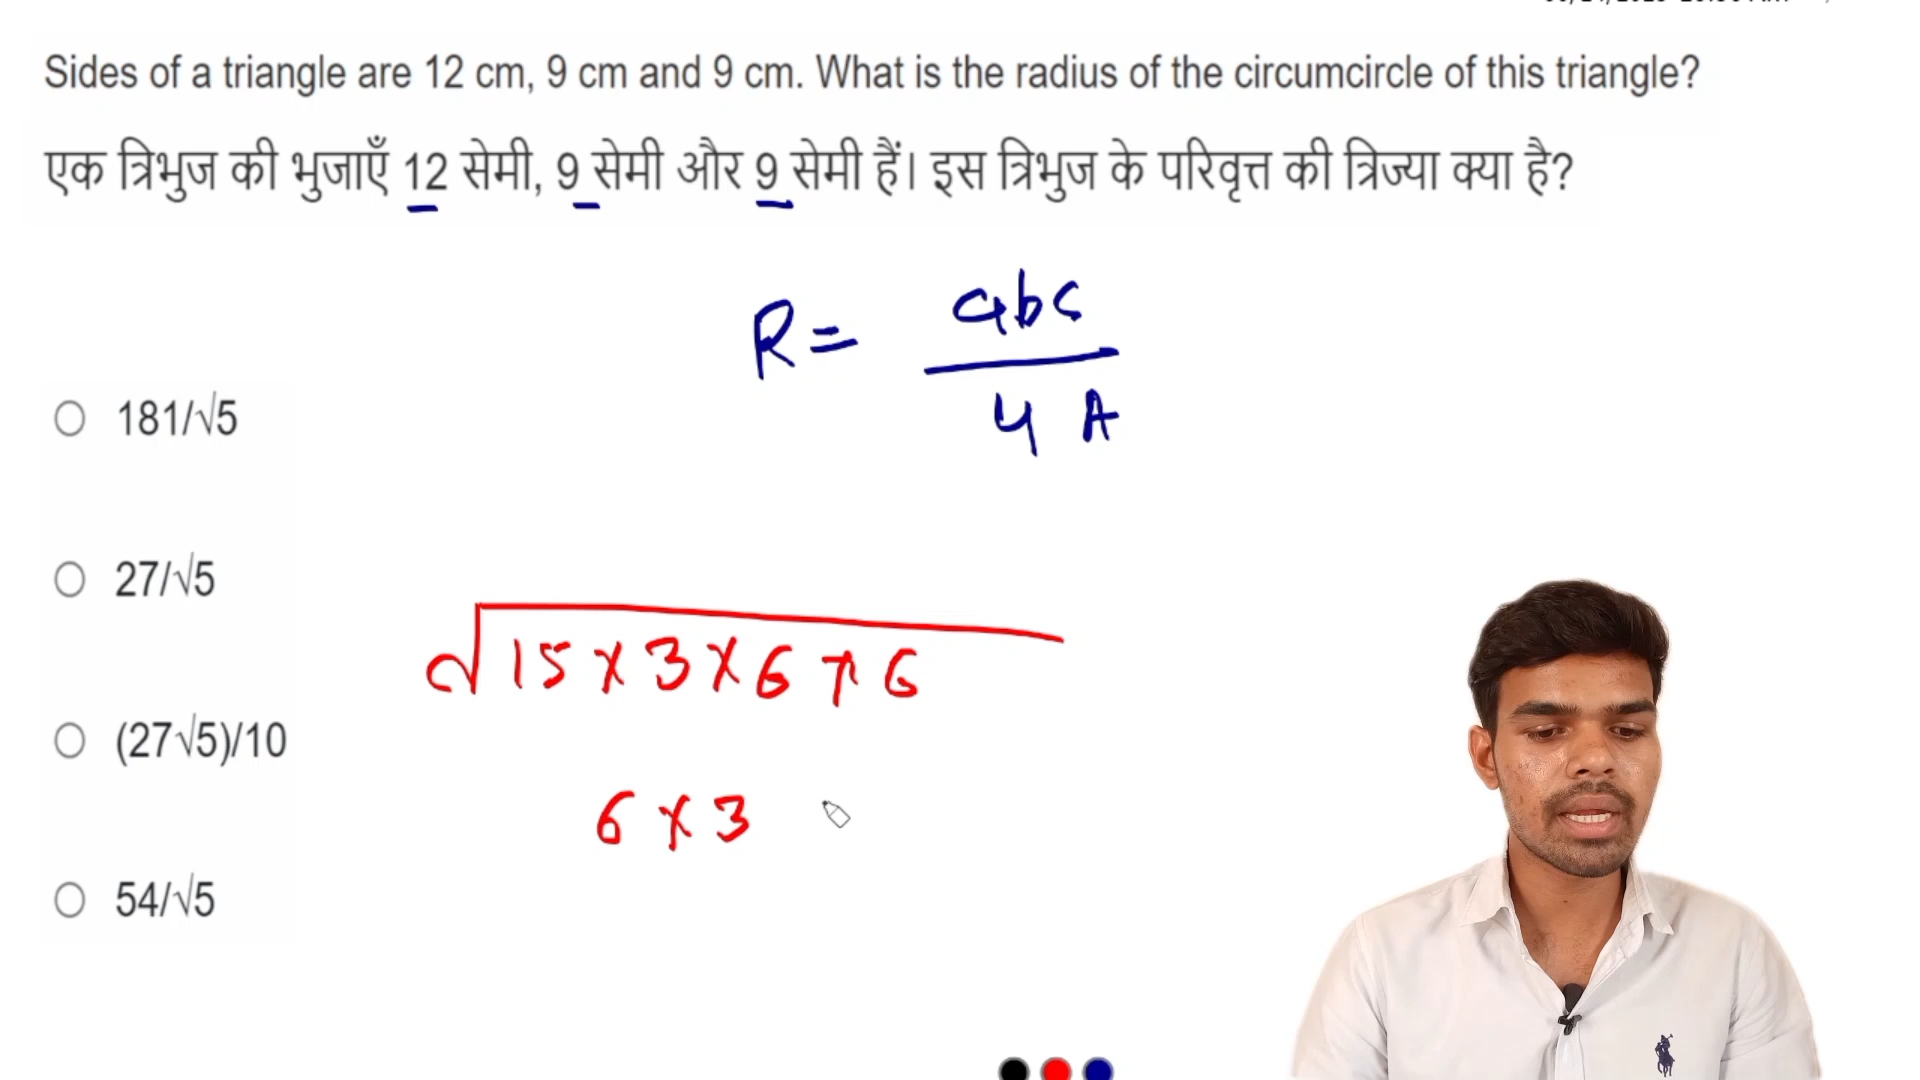 Sides of a triangle are 12 cm, 9 cm and 9 cm. What is the radius of the circumcircle of this triangle?
एक त्रिभुज की भुजाएँ 12 सेमी, 9 सेमी और 9 सेमी हैं। इस त्रिभुज के परिवृत्त की त्रिज्या क्या है?
R = abc / 4 A
181/√5
27/√5
√15 × 3 × 6 × 6
(27√5)/10
6 × 3
54/√5